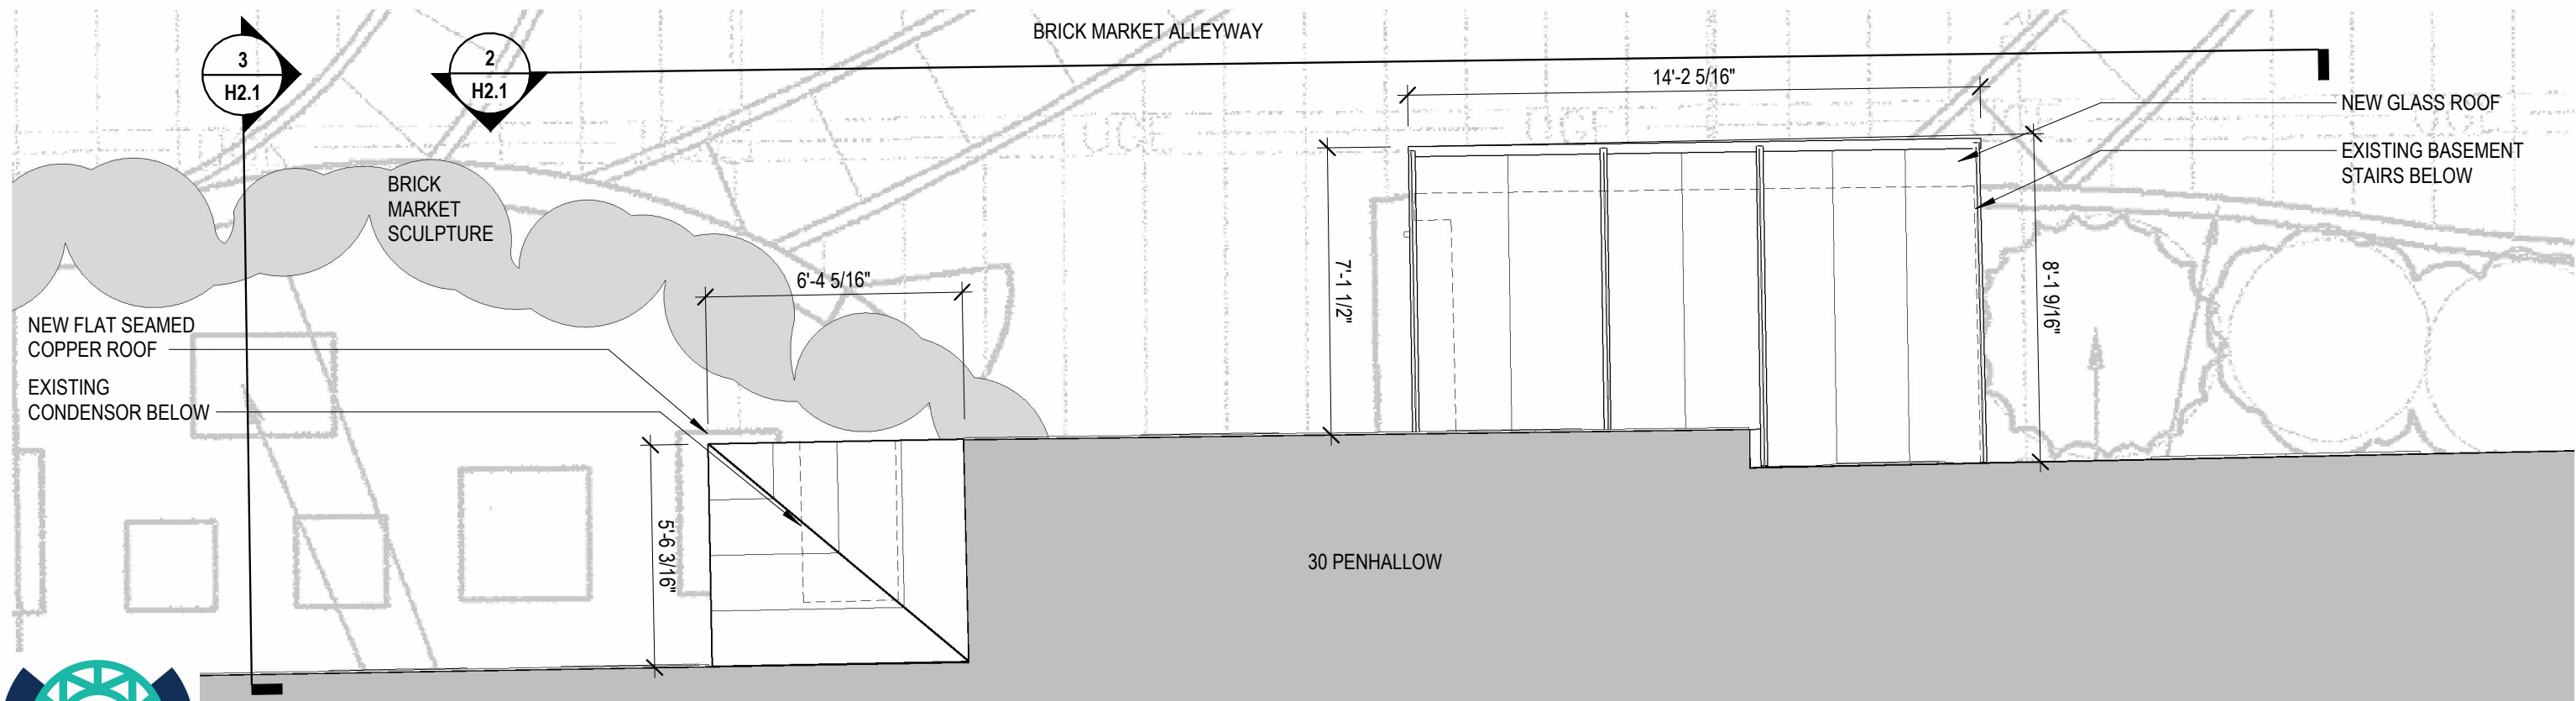 BRICK MARKET ALLEYWAY
3
H2.1
2
H2.1
14'-2 5/16"
NEW GLASS ROOF
EXISTING BASEMENT
STAIRS BELOW
BRICK
MARKET
SCULPTURE
6'-4 5/16"
7'-1 1/2"
8'-1 9/16"
NEW FLAT SEAMED
COPPER ROOF
EXISTING
CONDENSOR BELOW
5'-6 3/16"
30 PENHALLOW